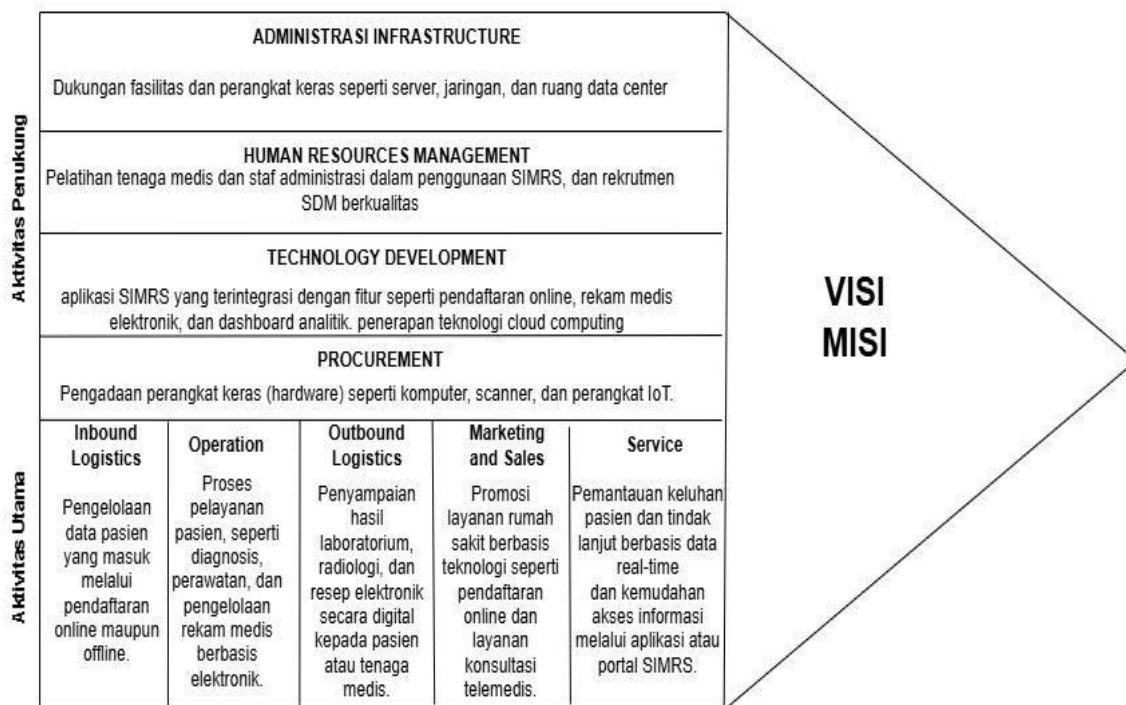 Aktivitas Penukung
ADMINISTRASI INFRASTRUCTURE
Dukungan fasilitas dan perangkat keras seperti server, jaringan, dan ruang data center
HUMAN RESOURCES MANAGEMENT
Pelatihan tenaga medis dan staf administrasi dalam penggunaan SIMRS, dan rekrutmen
SDM berkualitas
TECHNOLOGY DEVELOPMENT
aplikasi SIMRS yang terintegrasi dengan fitur seperti pendaftaran online, rekam medis
elektronik, dan dashboard analitik. penerapan teknologi cloud computing
PROCUREMENT
Pengadaan perangkat keras (hardware) seperti komputer, scanner, dan perangkat IoT.
Aktivitas Utama
Inbound
Logistics
Pengelolaan
data pasien
yang masuk
melalui
pendaftaran
online maupun
offline.
Operation
Proses
pelayanan
pasien, seperti
diagnosis,
perawatan, dan
pengelolaan
rekam medis
berbasis
elektronik.
Outbound
Logistics
Penyampaian
hasil
laboratorium,
radiologi, dan
resep elektronik
secara digital
kepada pasien
atau tenaga
medis.
Marketing
and Sales
Promosi
layanan rumah
sakit berbasis
teknologi seperti
pendaftaran
online dan
layanan
konsultasi
telemedis.
Service
Pemantauan keluhan
pasien dan tindak
lanjut berbasis data
real-time
dan kemudahan
akses informasi
melalui aplikasi atau
portal SIMRS.
VISI
MISI